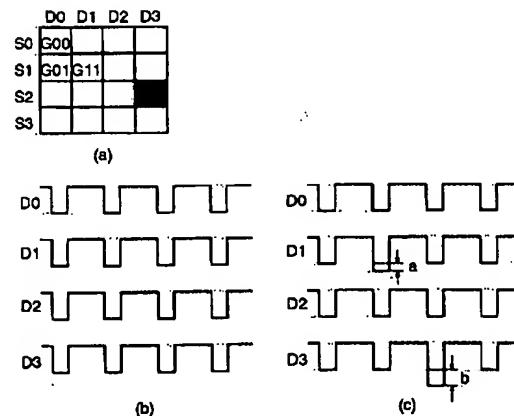 D0 D1 D2 D3
S0 G00
S1 G01 G11
S2
S3
(a)
D0
D1
D2
D3
(b)
D0
D1 a
D2
D3 b
(c)